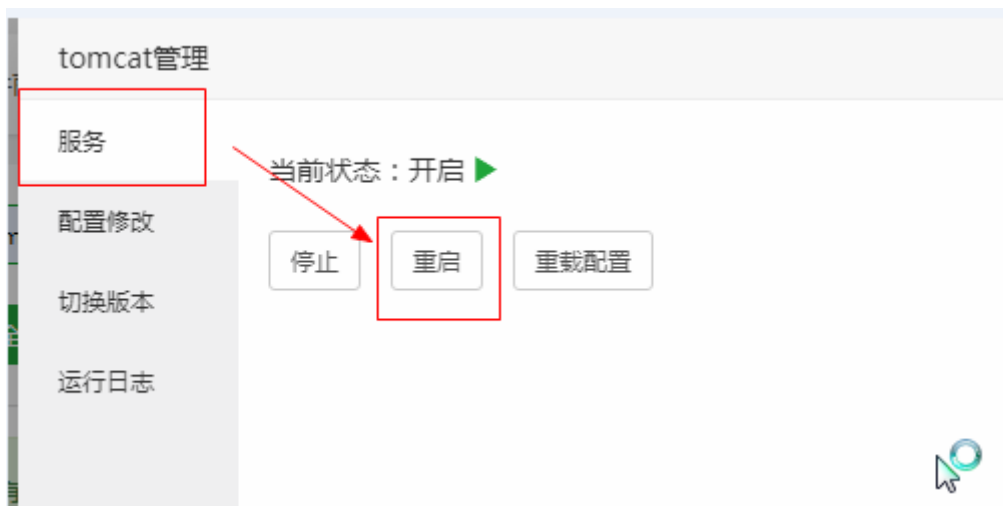 tomcat管理
服务
当前状态：开启
配置修改
停止 重启 重载配置
切换版本
运行日志